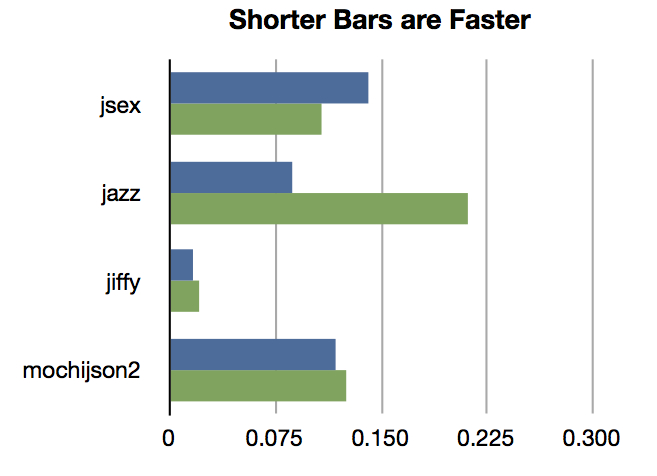 Shorter Bars are Faster
jsex
jazz
jiffy
mochijson2
0 0.075 0.150 0.225 0.300